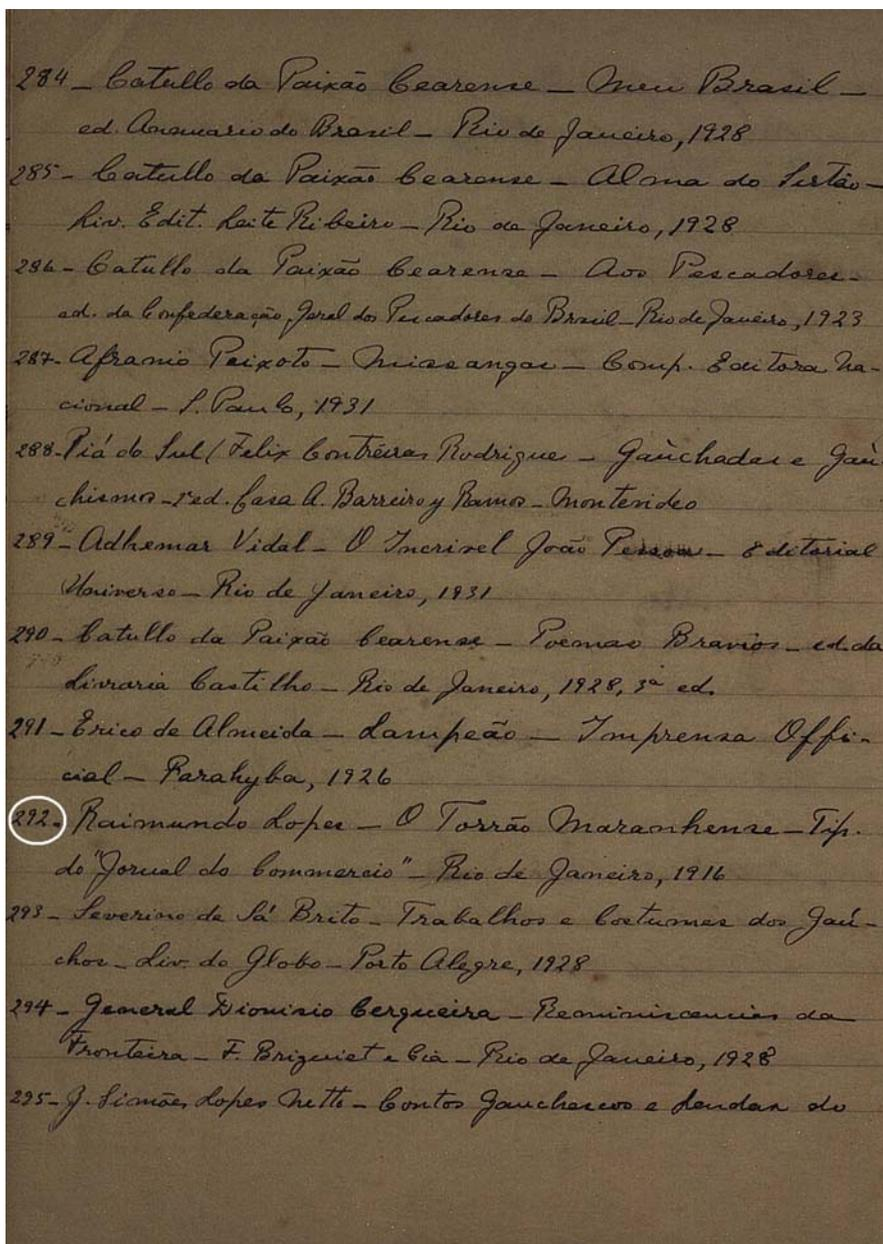 284 - Catullo da Paixão Cearense - Meu Brasil -
ed. Annuario do Brasil - Rio de Janeiro, 1928
285 - Catullo da Paixão Cearense - Alma do Sertão -
Liv. Edit. Leite Ribeiro - Rio de Janeiro, 1928
286 - Catullo da Paixão Cearense - Aos Pescadores -
ed. da Confederação Geral dos Pescadores do Brasil - Rio de Janeiro, 1923
287 - Afranio Peixoto - Missangas - Comp. Editora Na-
cional - S. Paulo, 1931
288 - Piá do Sul (Felix Contreiras Rodrigue - Gaúchadas e Gaú
chismos - ed. Casa A. Barreiro y Ramos - Montevideo
289 - Adhemar Vidal - O Incrivel João Pessoa - Editorial
Universo - Rio de Janeiro, 1931
290 - Catullo da Paixão Cearense - Poemas Bravios - ed. da
Livraria Castilho - Rio de Janeiro, 1928, 3ª ed.
291 - Erico de Almeida - Lampeão - Imprensa Offi-
cial - Parahyba, 1926
292 - Raimundo Lopes - O Torrão Maranhense - Tip.
do "Jornal do Commercio" - Rio de Janeiro, 1916
293 - Severino de Sá Brito - Trabalhos e Costumes dos Gaú-
chos - Liv. do Globo - Porto Alegre, 1928
294 - General Dionisio Cerqueira - Reminiscencias da
Fronteira - F. Briguiet e Cia - Rio de Janeiro, 1928
295 - J. Simões Lopes Netto - Contos Gauchescos e Lendas do